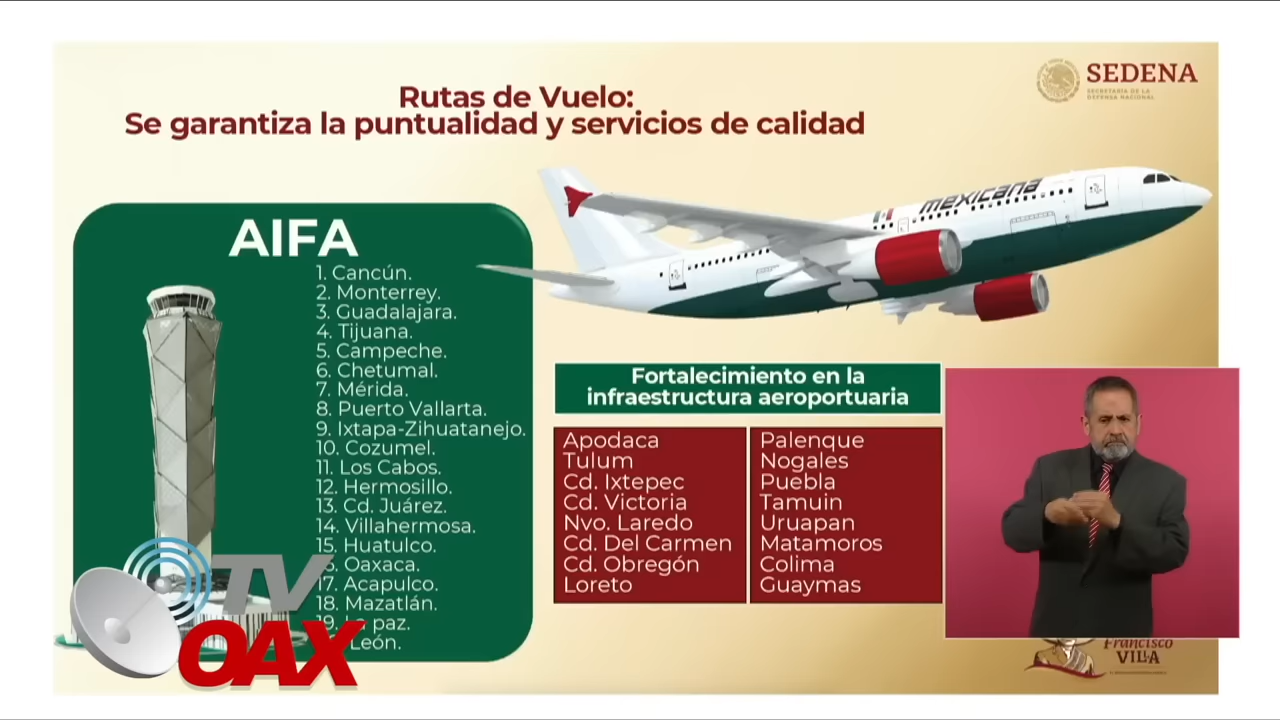 SEDENA
SECRETARÍA DE LA
DEFENSA NACIONAL
Rutas de Vuelo:
Se garantiza la puntualidad y servicios de calidad
mexicana
AIFA
1. Cancún.
2. Monterrey.
3. Guadalajara.
4. Tijuana.
5. Campeche.
6. Chetumal.
7. Mérida.
8. Puerto Vallarta.
9. Ixtapa-Zihuatanejo.
10. Cozumel.
11. Los Cabos.
12. Hermosillo.
13. Cd. Juárez.
14. Villahermosa.
15. Huatulco.
Oaxaca.
17. Acapulco.
18. Mazatlán.
19. paz.
León.
Fortalecimiento en la
infraestructura aeroportuaria
Apodaca
Tulum
Cd. Ixtepec
Cd. Victoria
Nvo. Laredo
Cd. Del Carmen
Cd. Obregón
Loreto
Palenque
Nogales
Puebla
Tamuin
Uruapan
Matamoros
Colima
Guaymas
TV
OAX
Francisco
VILLA